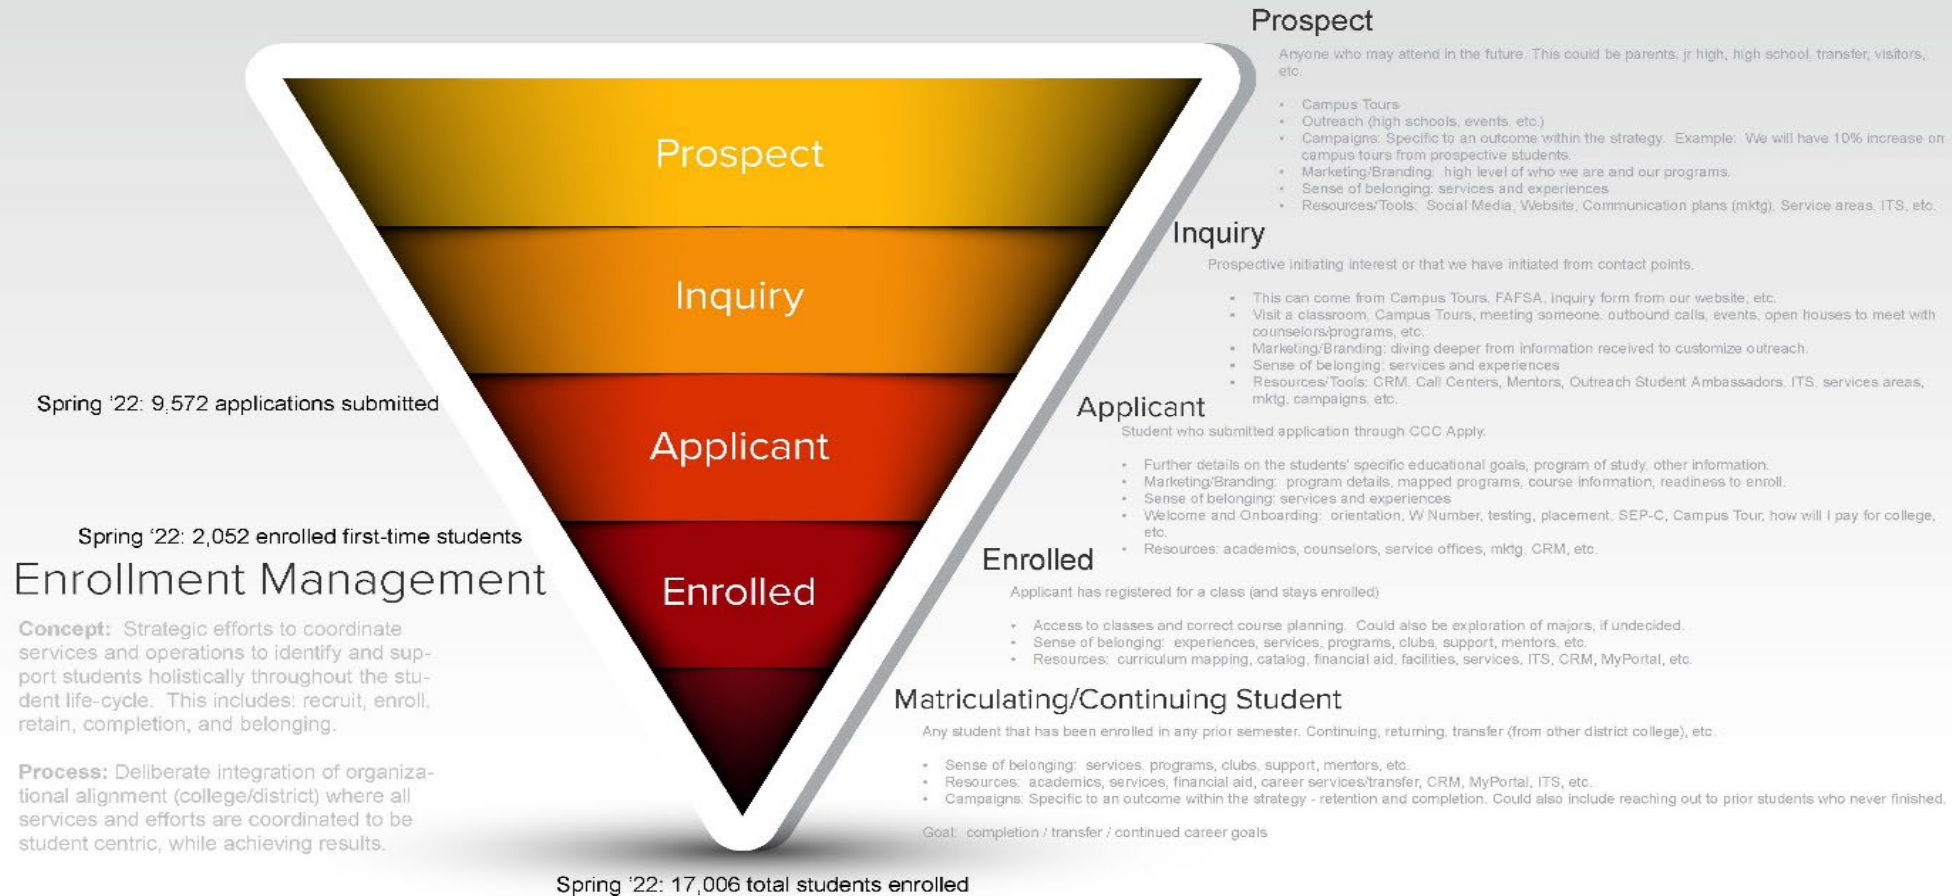 Prospect
Anyone who may attend in the future. This could be parents, jr high, high school, transfer, visitors,
etc.
• Campus Tours
• Outreach (high schools, events, etc.)
• Campaigns: Specific to an outcome within the strategy. Example: We will have 10% increase on
campus tours from prospective students.
• Marketing/Branding: high level of who we are and our programs.
• Sense of belonging: services and experiences
• Resources/Tools: Social Media, Website, Communication plans (mktg), Service areas, ITS, etc.
Inquiry
Prospective initiating interest or that we have initiated from contact points.
• This can come from Campus Tours, FAFSA, inquiry form from our website, etc.
• Visit a classroom, Campus Tours, meeting someone, outbound calls, events, open houses to meet with
counselors/programs, etc.
• Marketing/Branding: diving deeper from information received to customize outreach.
• Sense of belonging: services and experiences
• Resources/Tools: CRM, Call Centers, Mentors, Outreach Student Ambassadors, ITS, services areas,
mktg, campaigns, etc.
Applicant
Student who submitted application through CCC Apply.
• Further details on the students' specific educational goals, program of study, other information.
• Marketing/Branding: program details, mapped programs, course information, readiness to enroll.
• Sense of belonging: services and experiences
• Welcome and Onboarding: orientation, W Number, testing, placement, SEP-C, Campus Tour, how will I pay for college,
etc.
• Resources: academics, counselors, service offices, mktg, CRM, etc.
Enrolled
Applicant has registered for a class (and stays enrolled)
• Access to classes and correct course planning. Could also be exploration of majors, if undecided.
• Sense of belonging: experiences, services, programs, clubs, support, mentors, etc.
• Resources: curriculum mapping, catalog, financial aid, facilities, services, ITS, CRM, MyPortal, etc.
Matriculating/Continuing Student
Any student that has been enrolled in any prior semester. Continuing, returning, transfer (from other district college), etc.
• Sense of belonging: services, programs, clubs, support, mentors, etc.
• Resources: academics, services, financial aid, career services/transfer, CRM, MyPortal, ITS, etc.
• Campaigns: Specific to an outcome within the strategy - retention and completion. Could also include reaching out to prior students who never finished.
Goal: completion / transfer / continued career goals
Prospect
Inquiry
Applicant
Enrolled
Spring ‘22: 9,572 applications submitted
Spring ‘22: 2,052 enrolled first-time students
Enrollment Management
Concept: Strategic efforts to coordinate
services and operations to identify and sup-
port students holistically throughout the stu-
dent life-cycle. This includes: recruit, enroll,
retain, completion, and belonging.
Process: Deliberate integration of organiza-
tional alignment (college/district) where all
services and efforts are coordinated to be
student centric, while achieving results.
Spring ‘22: 17,006 total students enrolled